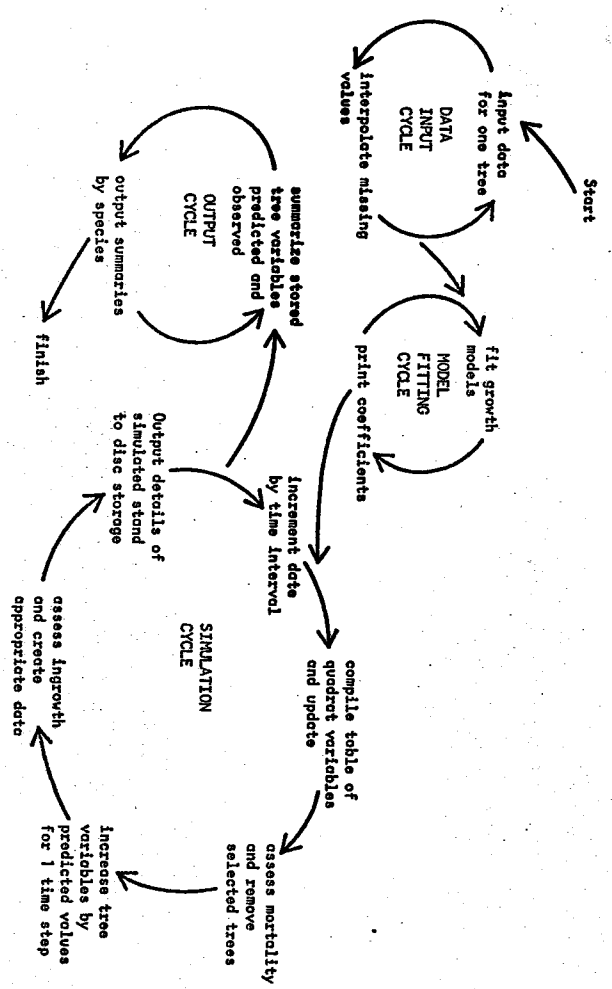 Start
input data
for one tree
DATA
INPUT
CYCLE
interpolate missing
values
fit growth
models
MODEL
FITTING
CYCLE
print coefficients
increment date
by time interval
compile table of
quadrat variables
and update
assess mortality
and remove
selected trees
increase tree
variables by
predicted values
for 1 time step
assess ingrowth
and create
appropriate data
Output details of
simulated stand
to disc storage
SIMULATION
CYCLE
summarize stored
tree variables
predicted and
observed
OUTPUT
CYCLE
output summaries
by species
finish